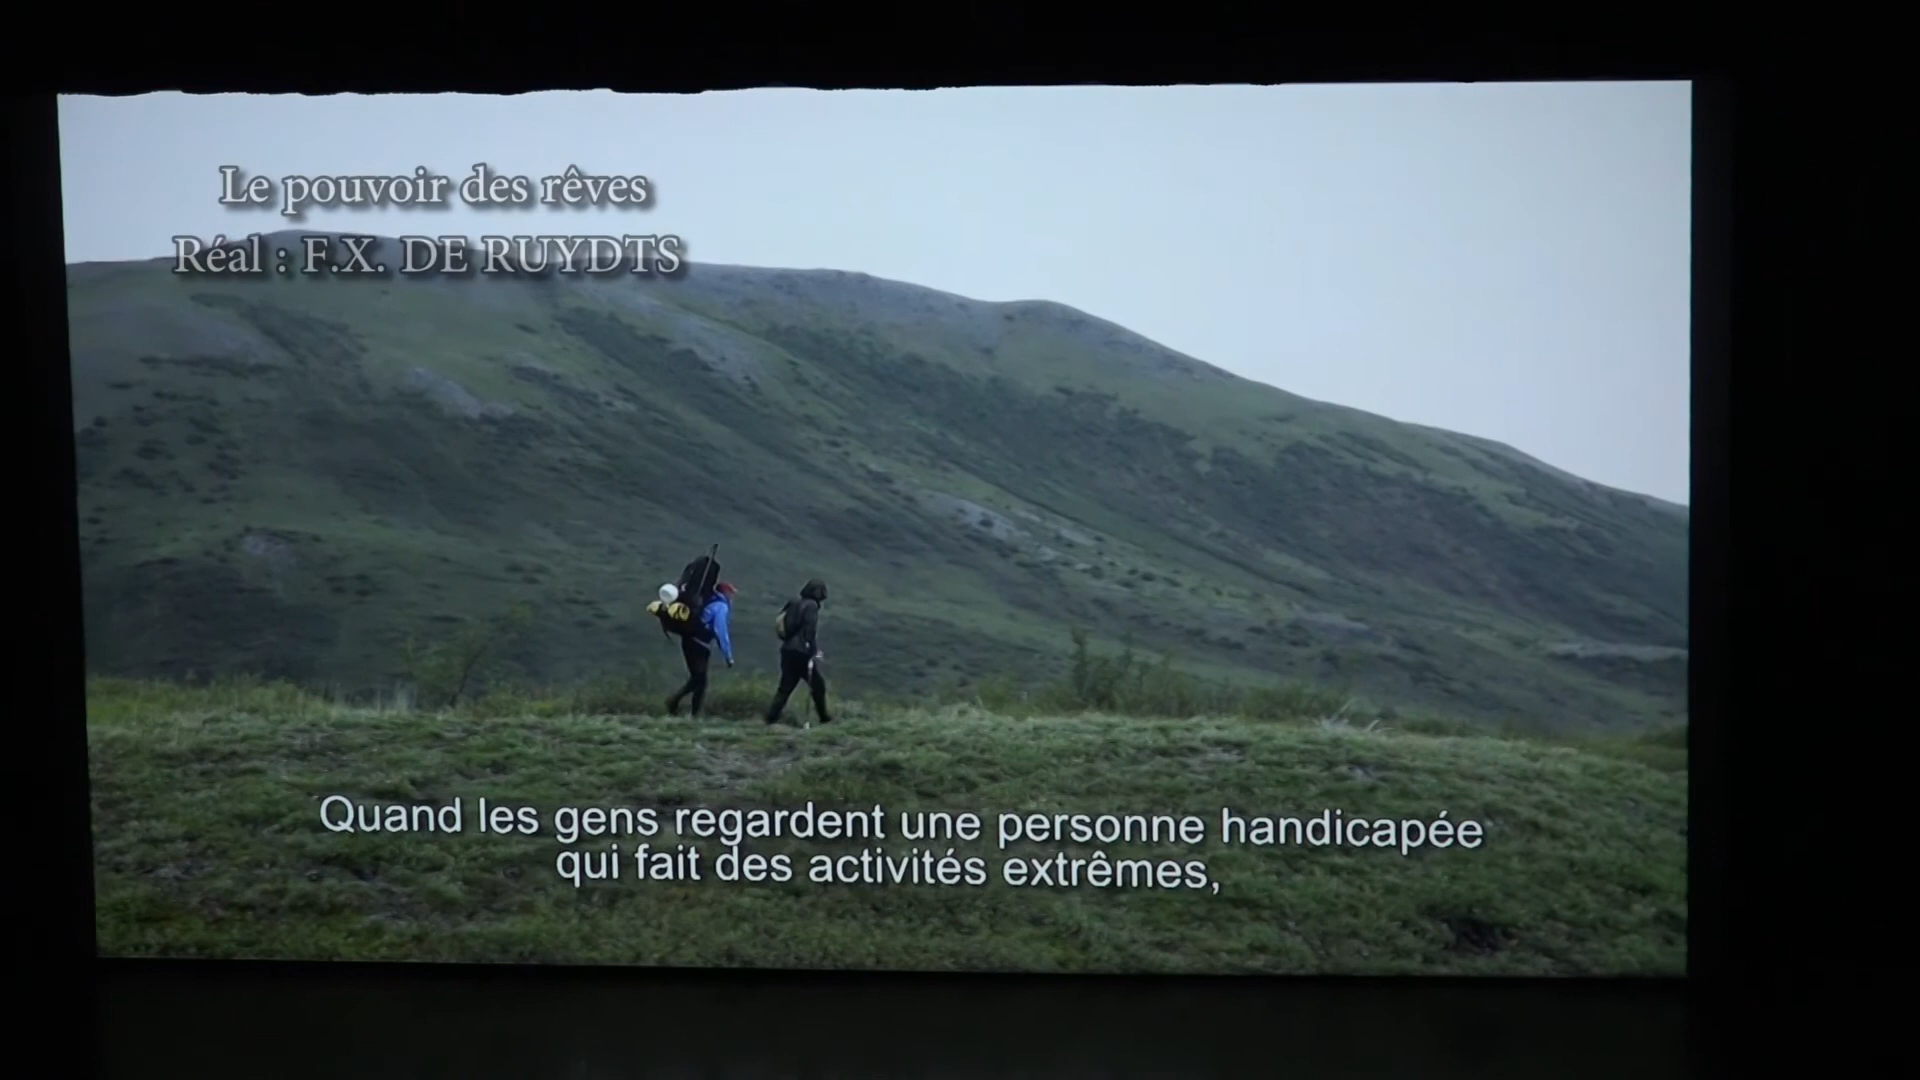 Le pouvoir des rêves
Réal : F.X. DE RUYDTS
Quand les gens regardent une personne handicapée
qui fait des activités extrêmes,